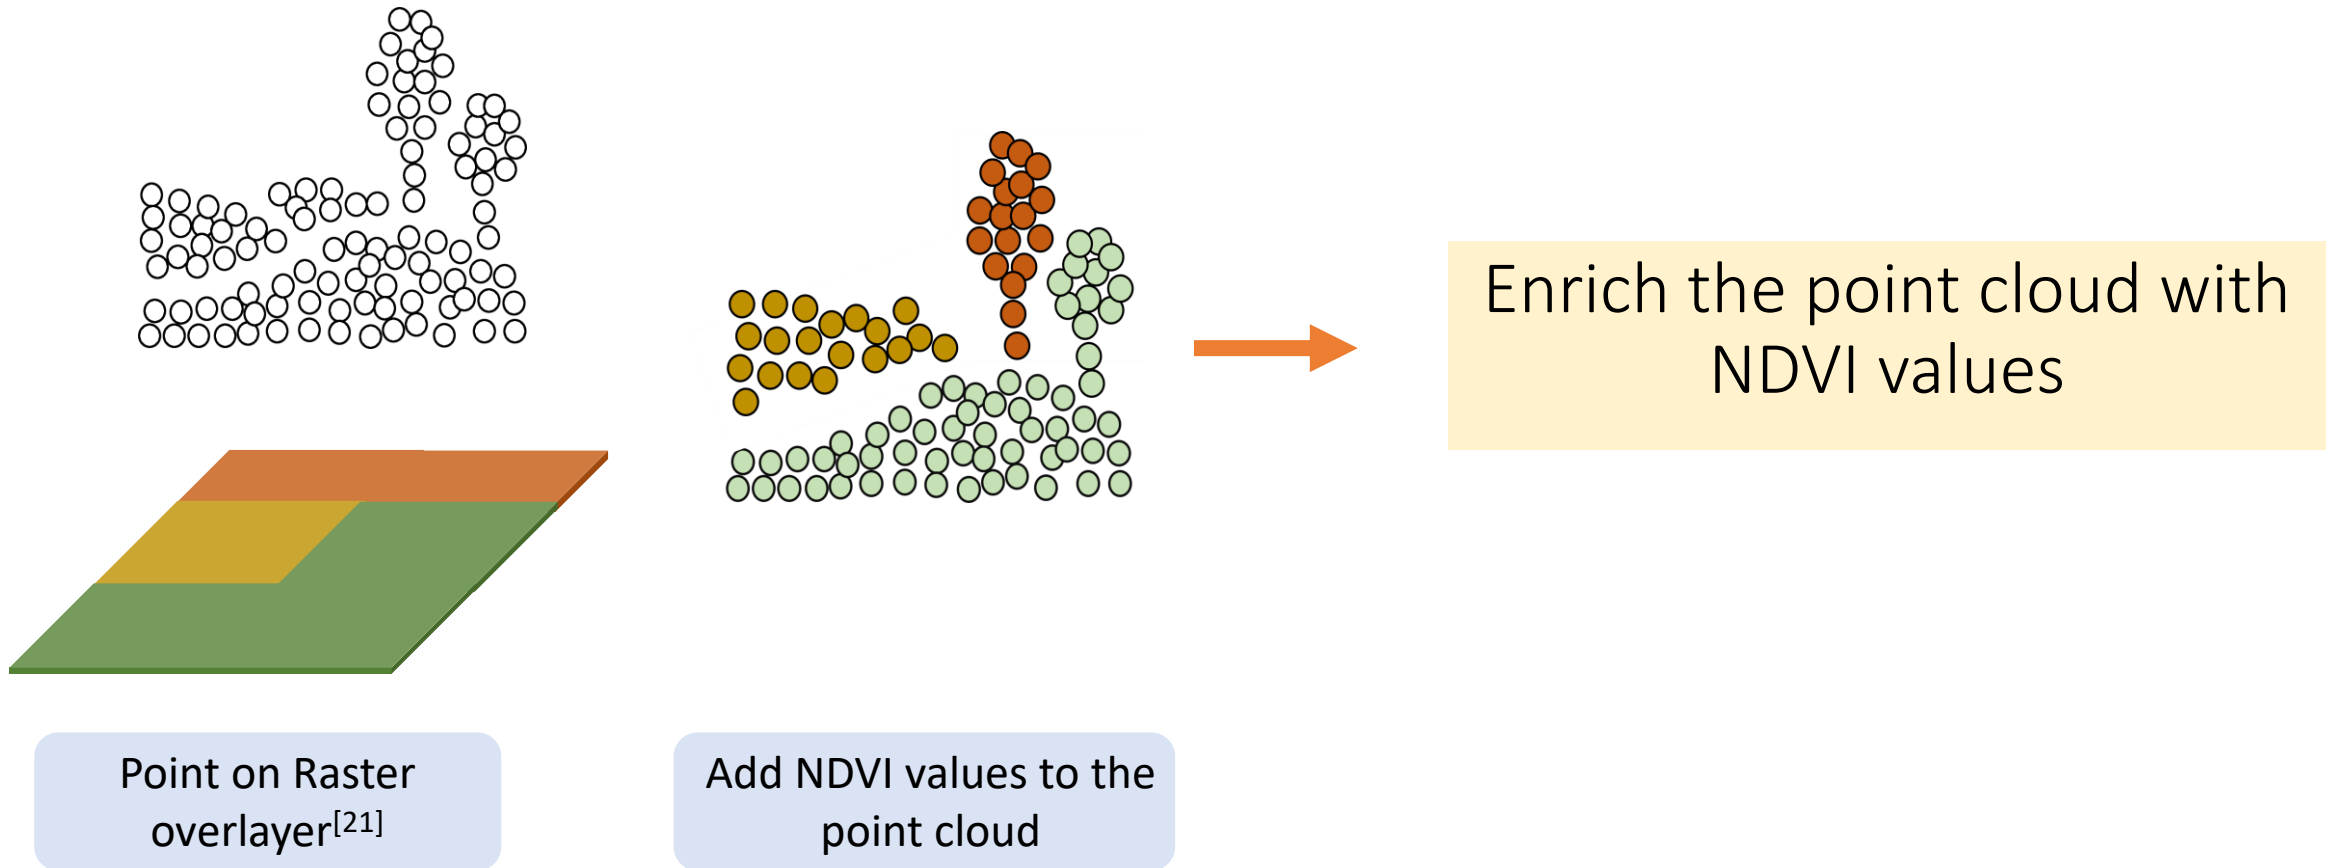 Enrich the point cloud with
NDVI values
Point on Raster
overlayer[21]
Add NDVI values to the
point cloud